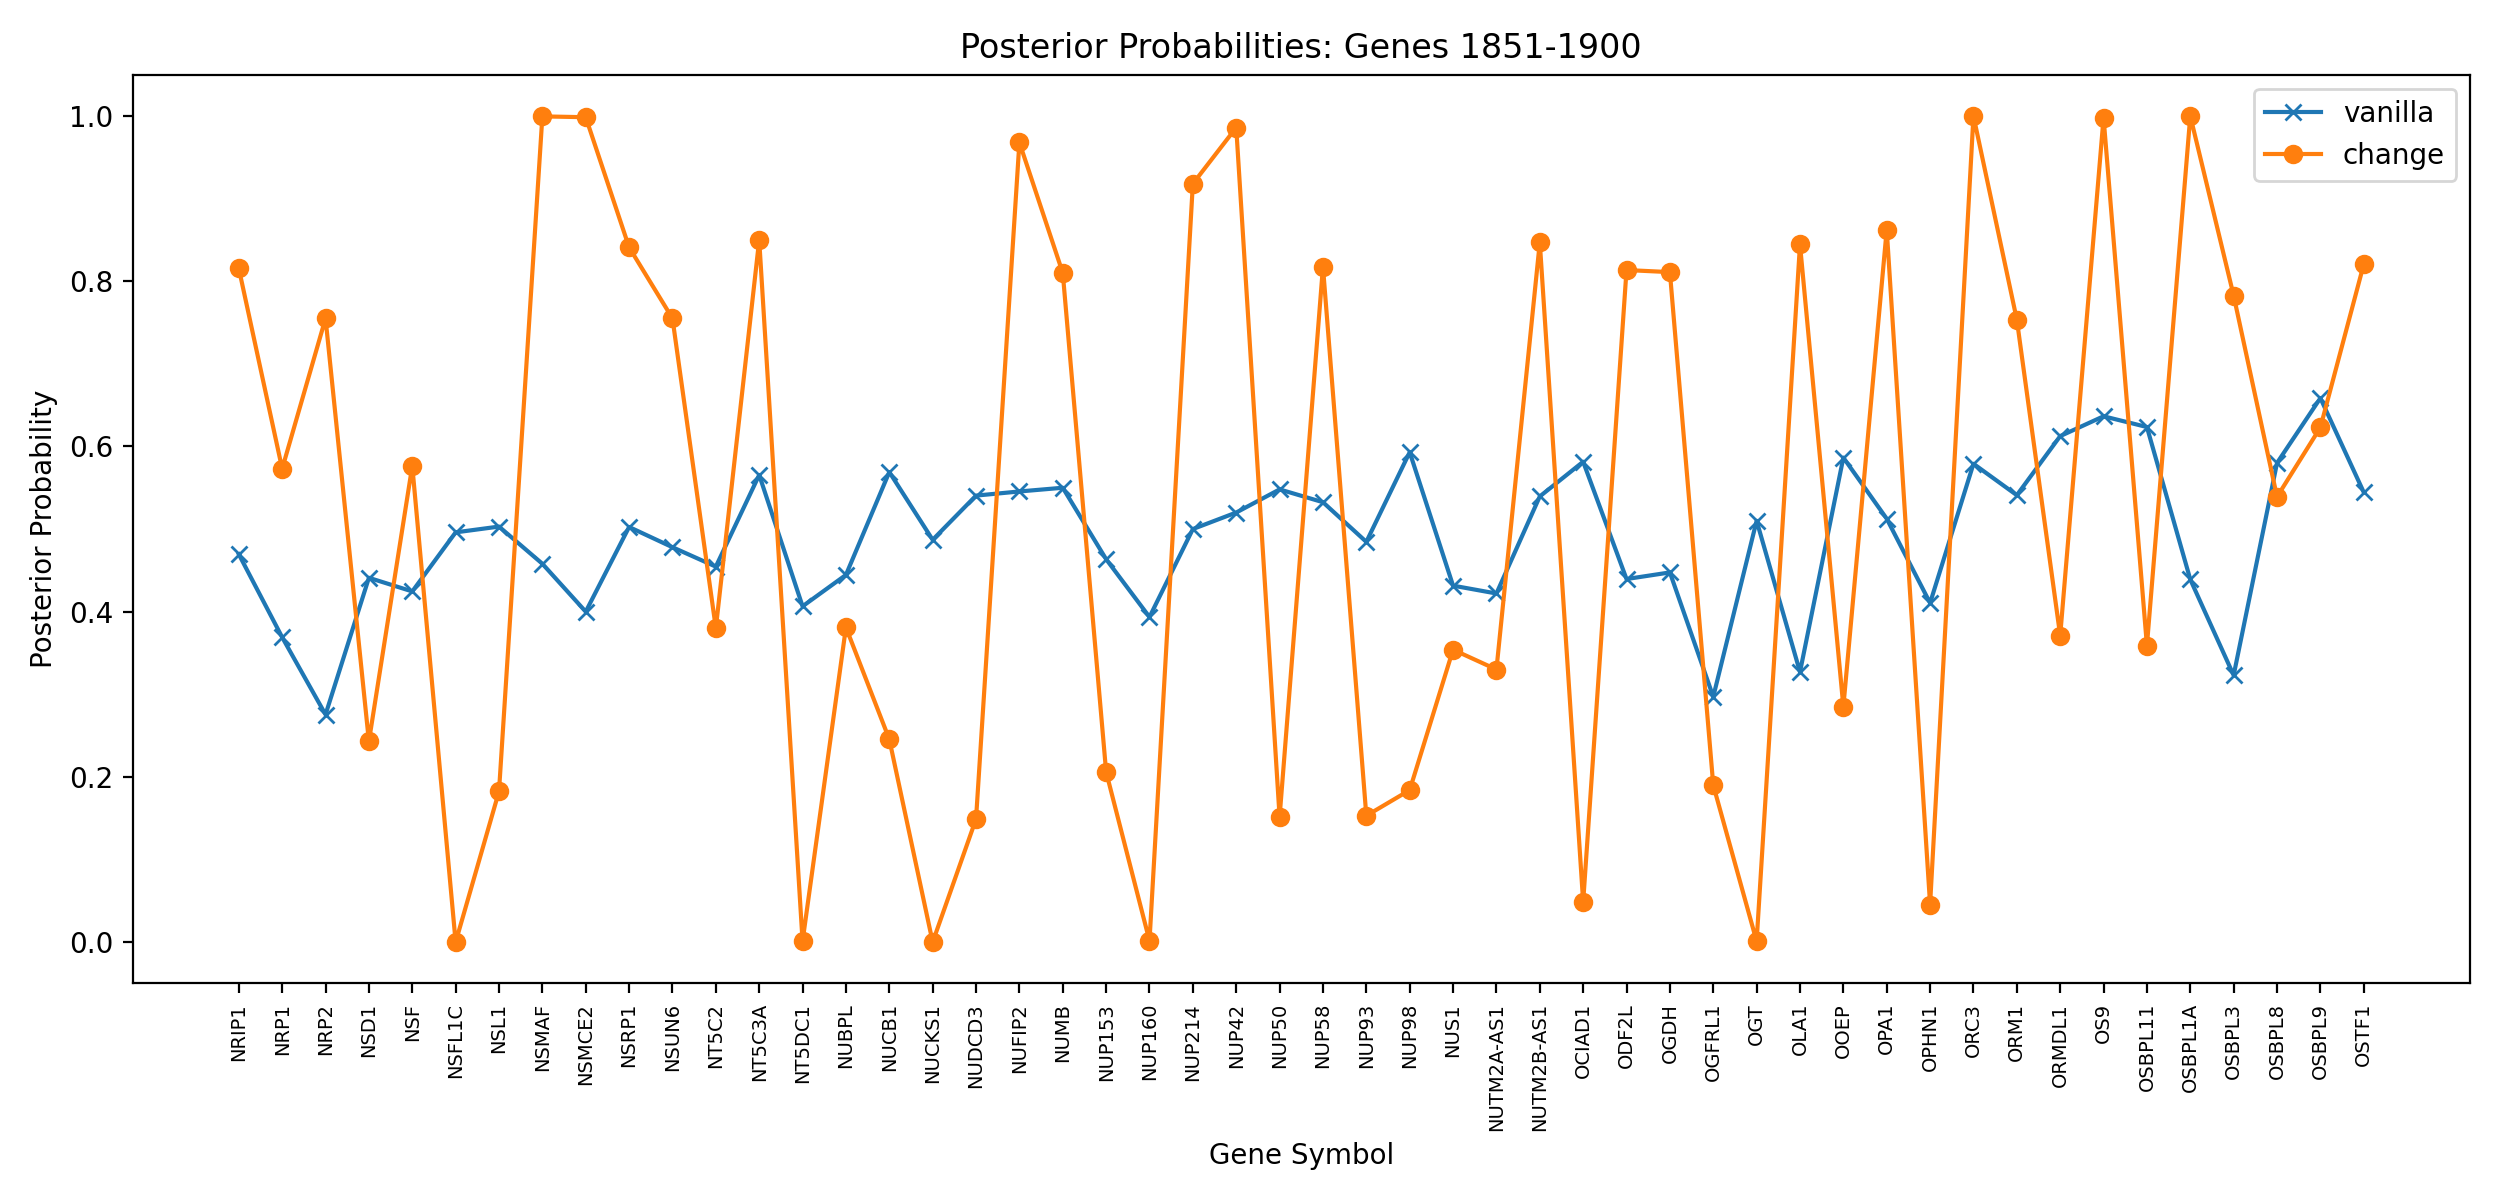 Posterior Probabilities: Genes 1851-1900
vanilla
change
Posterior Probability
1.0
0.8
0.6
0.4
0.2
0.0
NRIP1
NRP1
NRP2
NSD1
NSF
NSFL1C
NSL1
NSMAF
NSMCE2
NSRP1
NSUN6
NT5C2
NT5C3A
NT5DC1
NUBPL
NUCB1
NUCKS1
NUDCD3
NUFIP2
NUMB
NUP153
NUP160
NUP214
NUP42
NUP50
NUP58
NUP93
NUP98
NUS1
NUTM2A-AS1
NUTM2B-AS1
OCIAD1
ODF2L
OGDH
OGFRL1
OGT
OLA1
OOEP
OPA1
OPHN1
ORC3
ORM1
ORMDL1
OS9
OSBPL11
OSBPL1A
OSBPL3
OSBPL8
OSBPL9
OSTF1
Gene Symbol